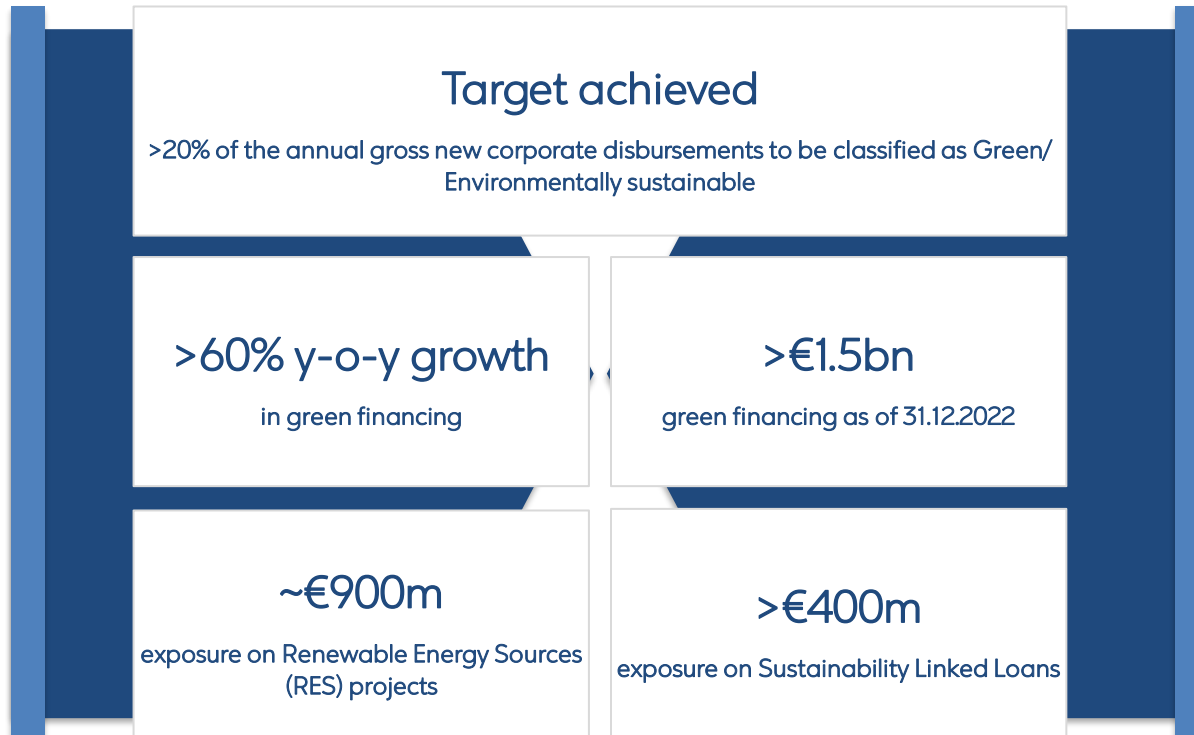 Target achieved
>20% of the annual gross new corporate disbursements to be classified as Green/
Environmentally sustainable
>60% y-o-y growth
in green financing
>€1.5bn
green financing as of 31.12.2022
~€900m
exposure on Renewable Energy Sources
(RES) projects
>€400m
exposure on Sustainability Linked Loans